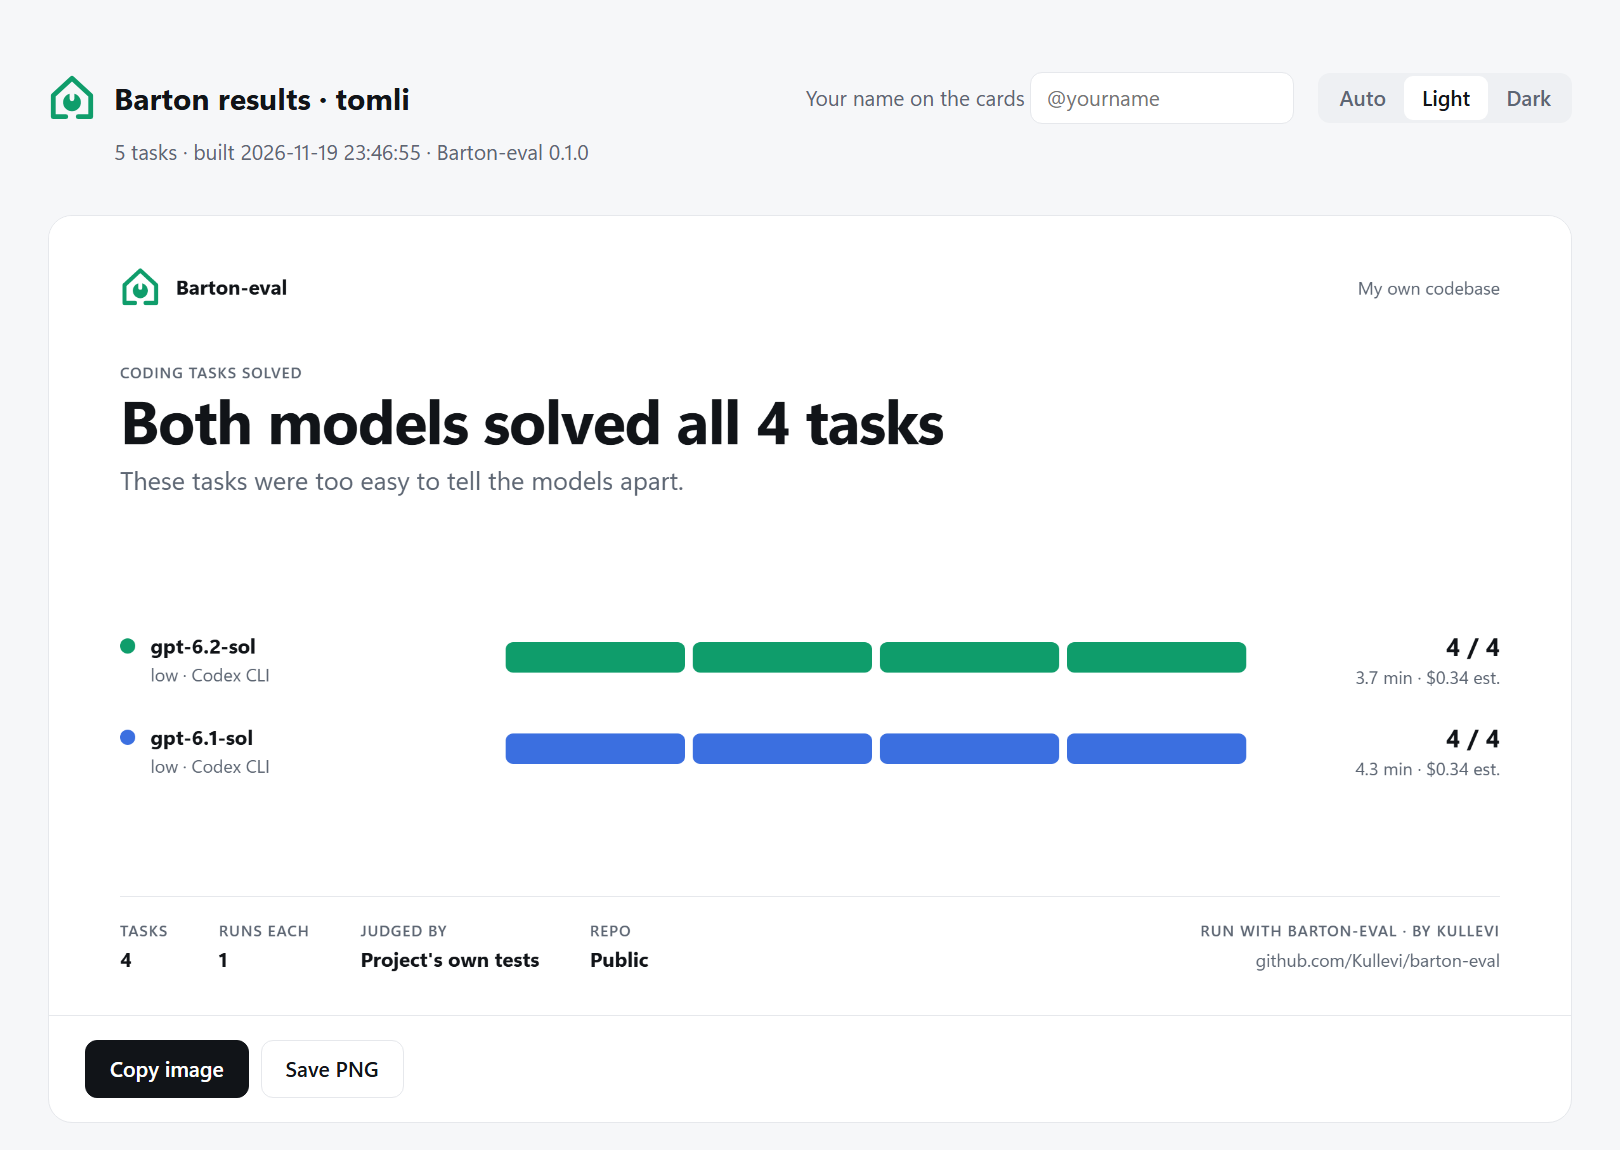 Barton results · tomli
Your name on the cards @yourname Auto Light Dark
5 tasks · built 2026-11-19 23:46:55 · Barton-eval 0.1.0
Barton-eval My own codebase
CODING TASKS SOLVED
Both models solved all 4 tasks
These tasks were too easy to tell the models apart.
gpt-6.2-sol 4 / 4
low · Codex CLI 3.7 min · $0.34 est.
gpt-6.1-sol 4 / 4
low · Codex CLI 4.3 min · $0.34 est.
TASKS RUNS EACH JUDGED BY REPO RUN WITH BARTON-EVAL · BY KULLEVI
4 1 Project's own tests Public github.com/Kullevi/barton-eval
Copy image Save PNG